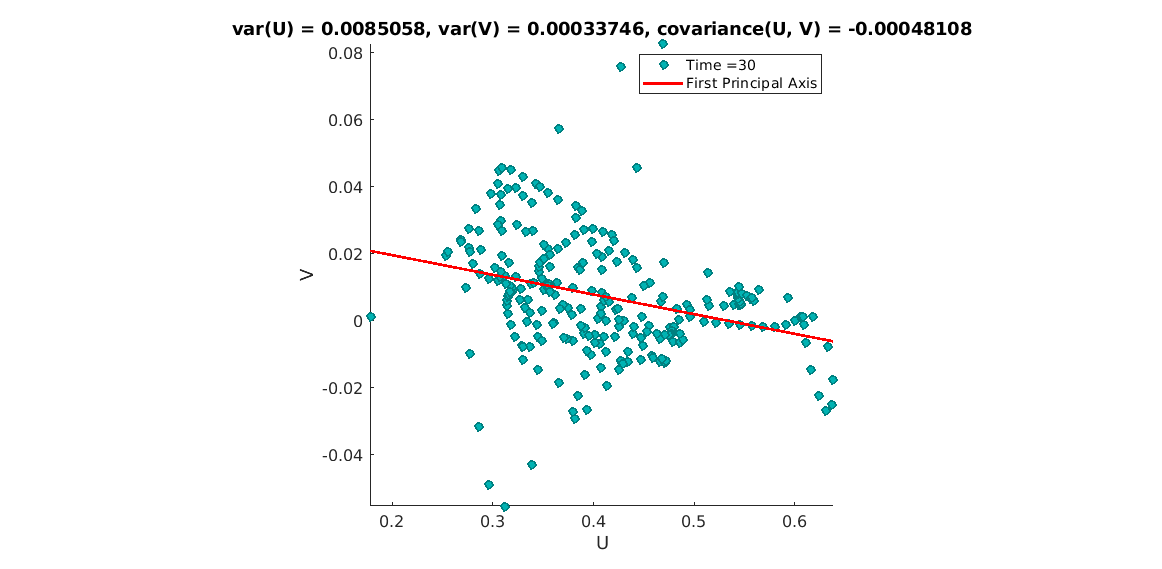 var(U) = 0.0085058, var(V) = 0.00033746, covariance(U, V) = -0.00048108
Time =30
First Principal Axis
0.08
0.06
0.04
0.02
0
-0.02
-0.04
V
0.2 0.3 0.4 0.5 0.6
U